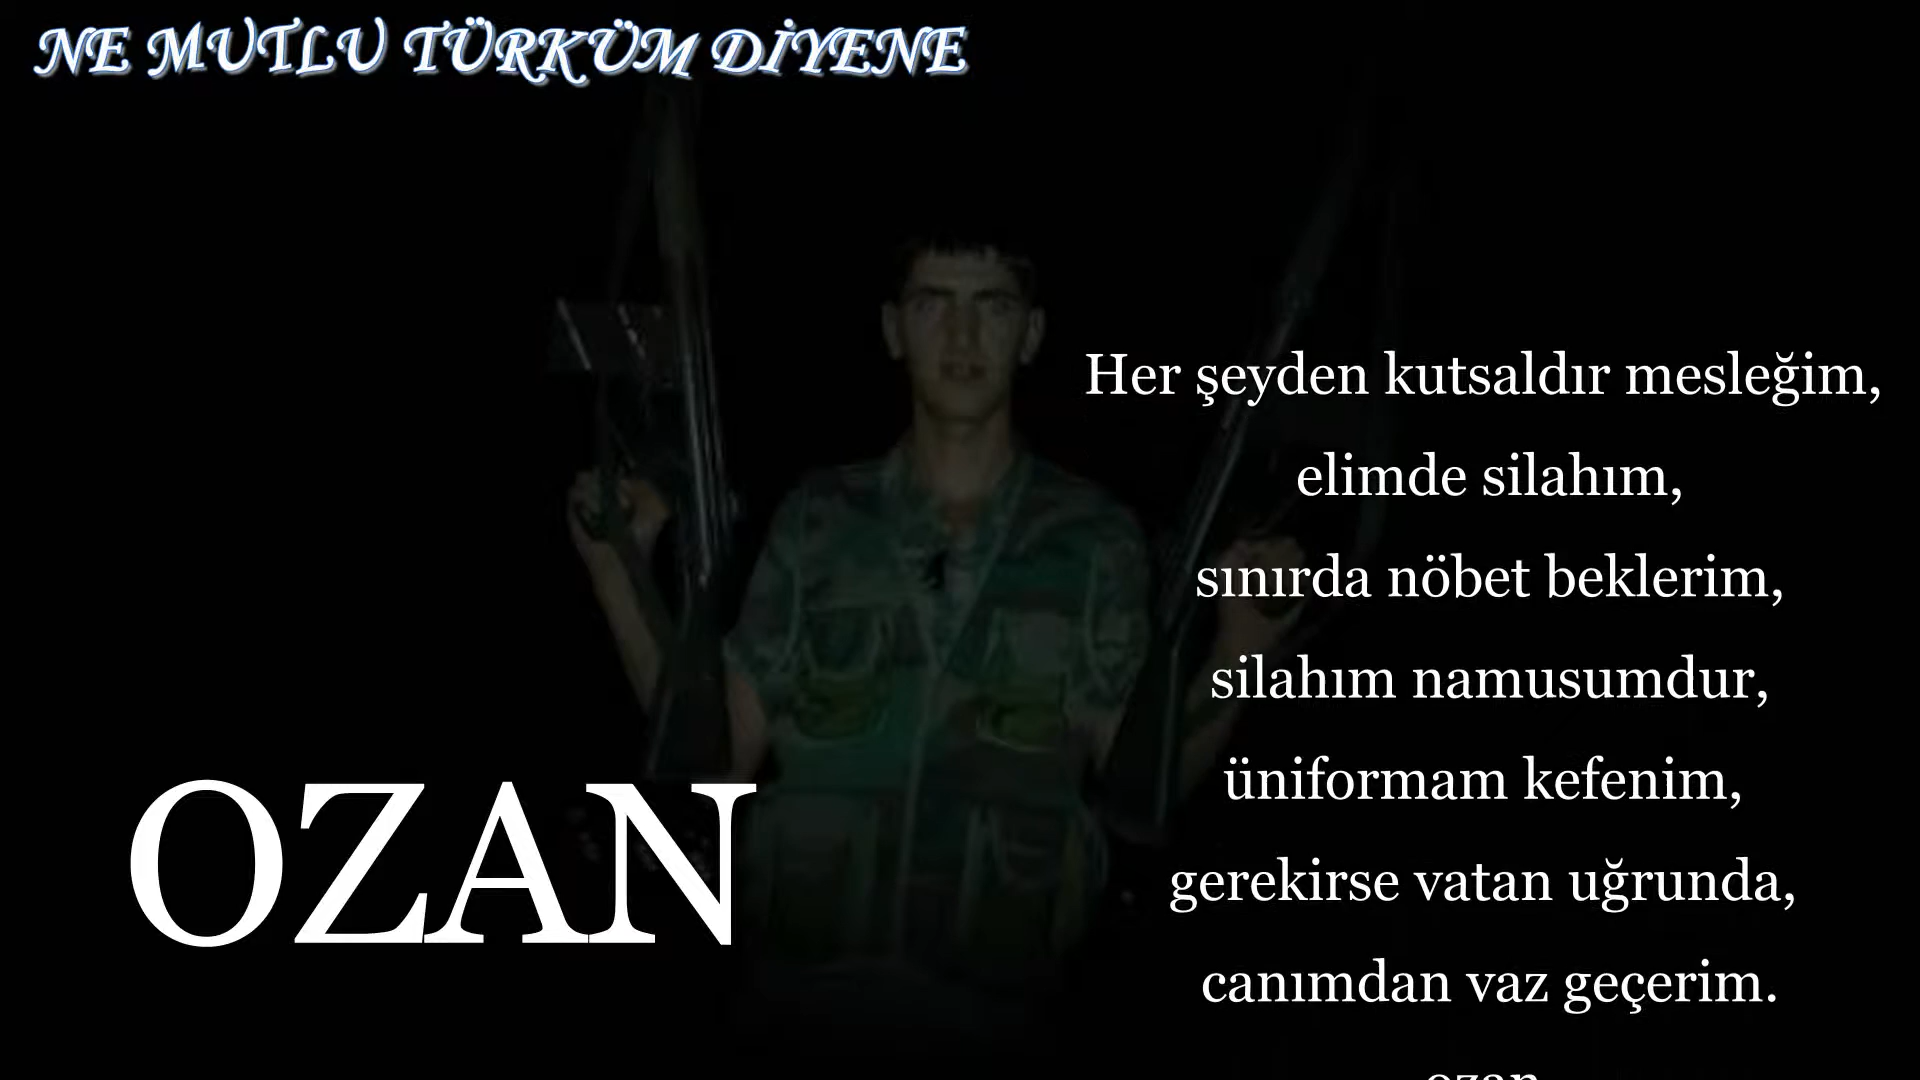 NE MUTLU TÜRKÜM DİYENE
Her şeyden kutsaldır mesleğim,
elimde silahım,
sınırda nöbet beklerim,
silahım namusumdur,
üniformam kefenim,
gerekirse vatan uğrunda,
canımdan vaz geçerim.
ozan
OZAN